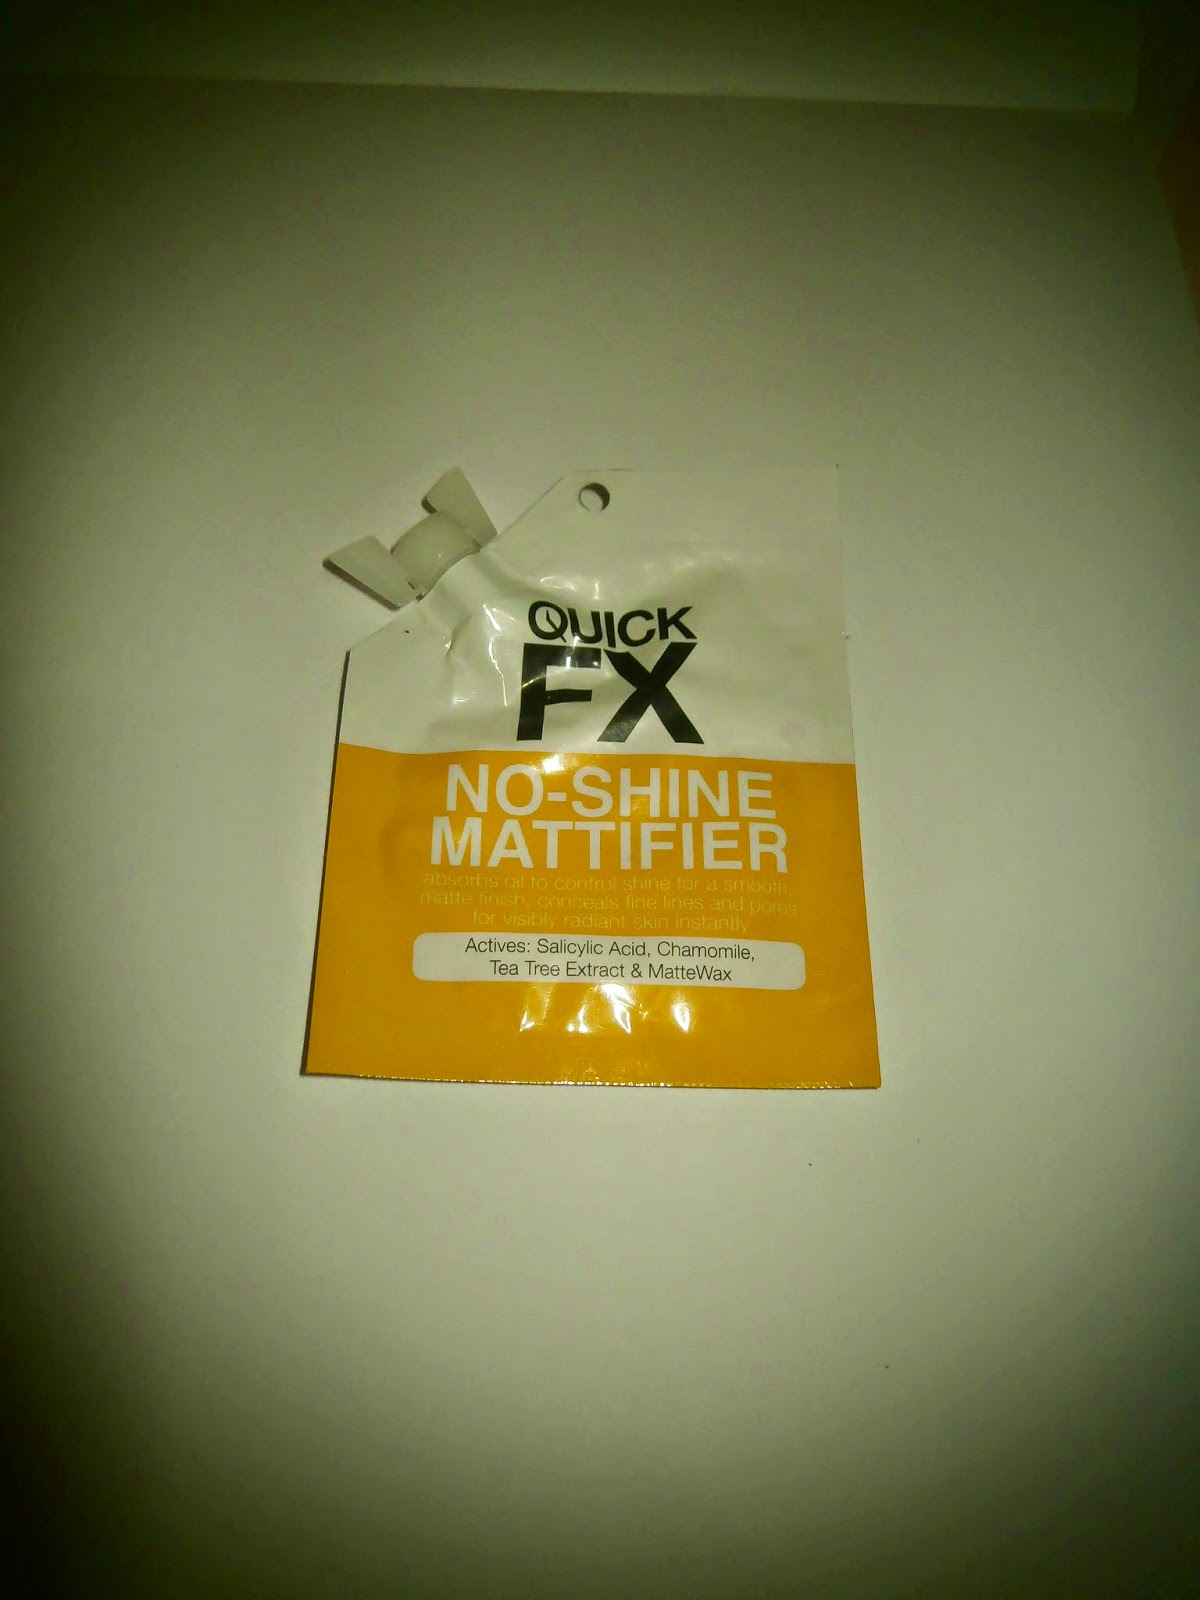 QUICK
FX
NO-SHINE
MATTIFIER
absorbs oil to control shine for a smooth,
matte finish, conceals fine lines and pores
for visibly radiant skin instantly
Actives: Salicylic Acid, Chamomile,
Tea Tree Extract & MatteWax